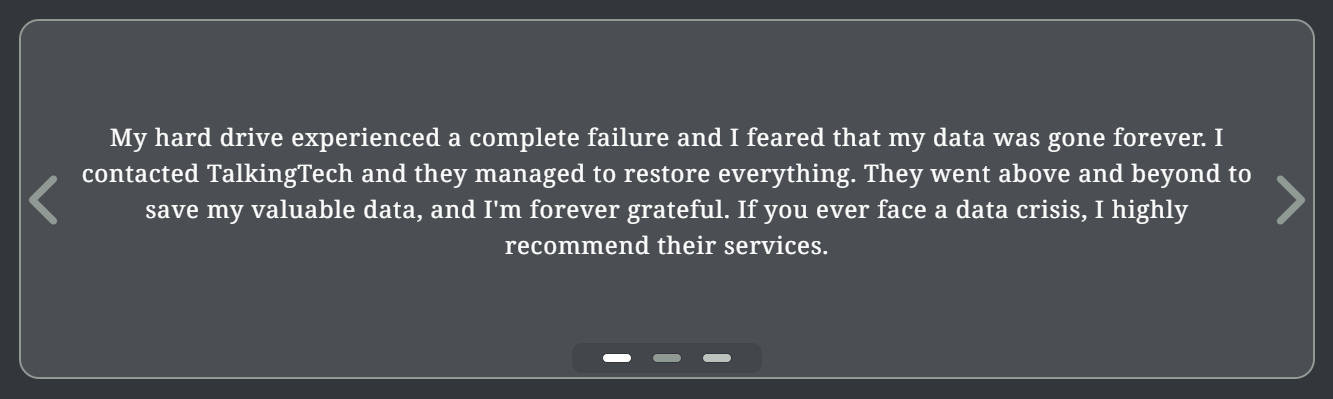 My hard drive experienced a complete failure and I feared that my data was gone forever. I
contacted TalkingTech and they managed to restore everything. They went above and beyond to
save my valuable data, and I'm forever grateful. If you ever face a data crisis, I highly
recommend their services.